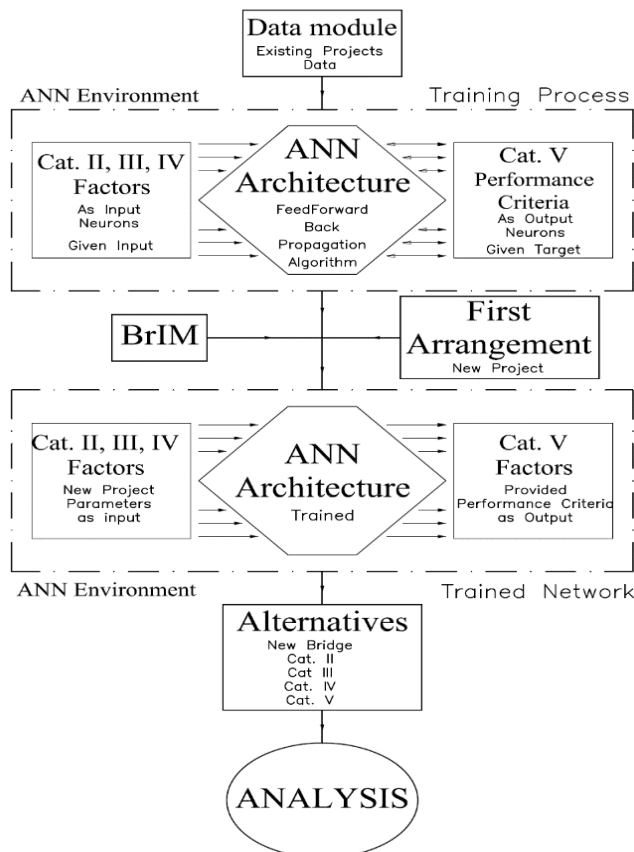 Data module
Existing Projects
Data
ANN Environment
Training Process
Cat. II, III, IV
Factors
As Input
Neurons
Given Input
ANN
Architecture
FeedForward
Back
Propagation
Algorithm
Cat. V
Performance
Criteria
As Output
Neurons
Given Target
BrIM
First
Arrangement
New Project
Cat. II, III, IV
Factors
New Project
Parameters
as input
ANN
Architecture
Trained
Cat. V
Factors
Provided
Performance Criteria
as Output
ANN Environment
Trained Network
Alternatives
New Bridge
Cat. II
Cat III
Cat. IV
Cat. V
ANALYSIS